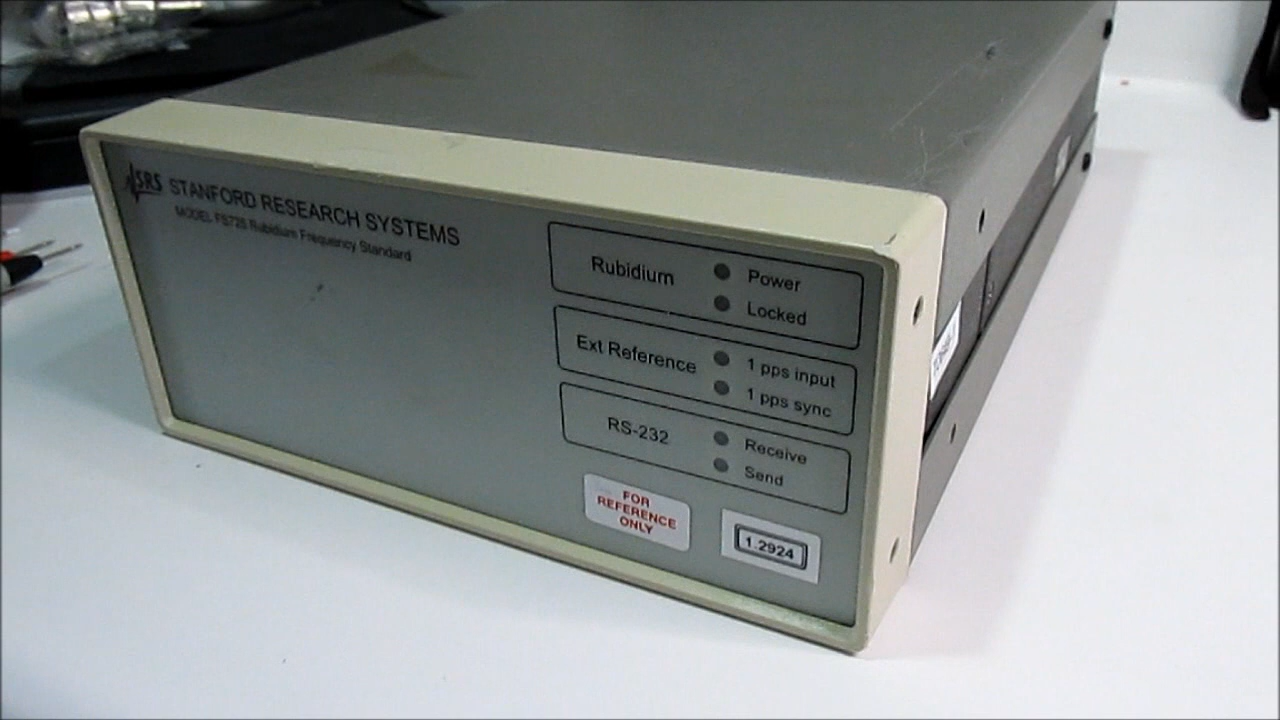 SRS STANFORD RESEARCH SYSTEMS
MODEL FS725 Rubidium Frequency Standard
Rubidium
Power
Locked
Ext Reference
1 pps input
1 pps sync
RS-232
Receive
Send
FOR
REFERENCE
ONLY
1.2924